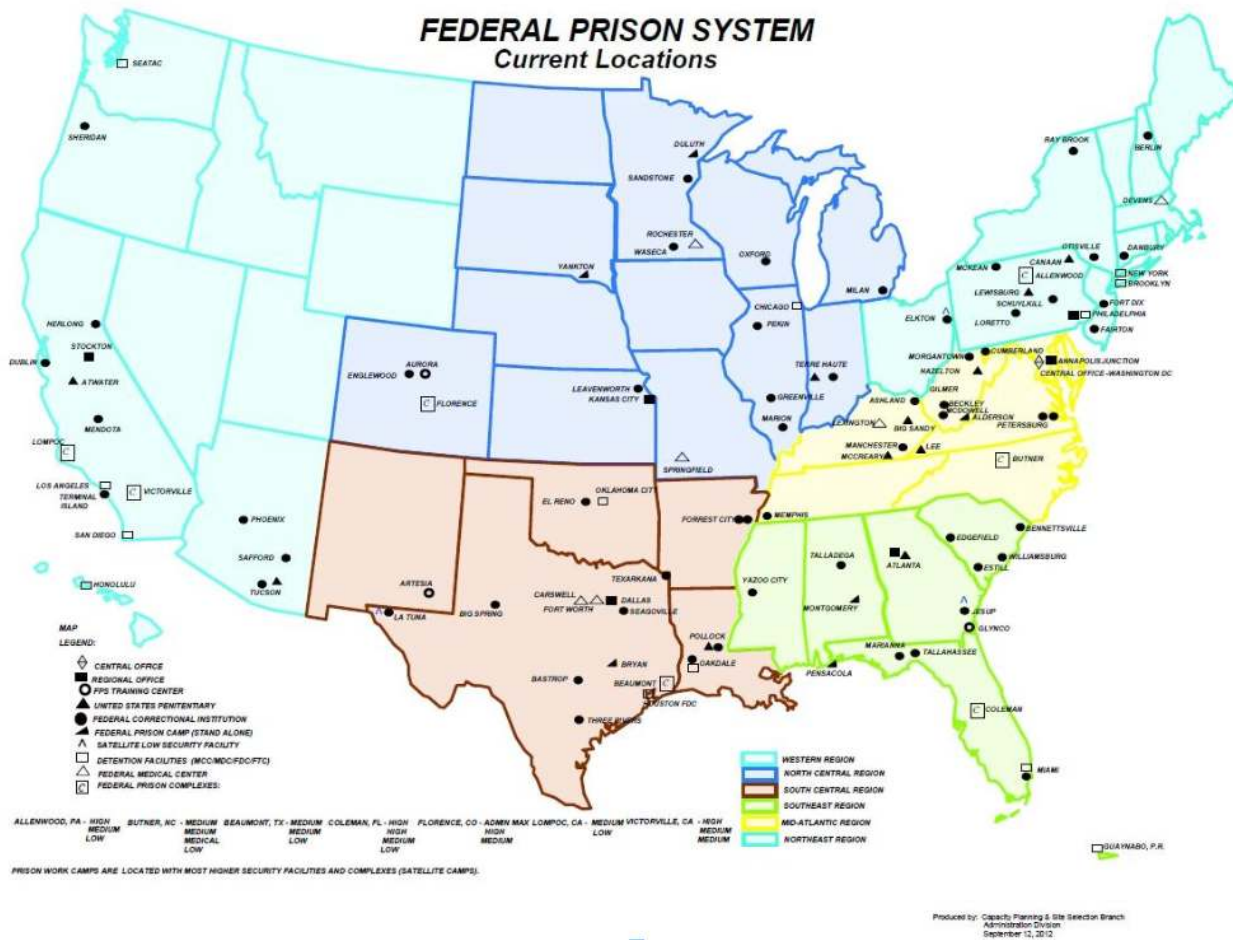 FEDERAL PRISON SYSTEM
Current Locations
SEATAC
SHERIDAN
HERLONG
STOCKTON
DUBLIN
ATWATER
MENDOTA
LOMPOC
LOS ANGELES
TERMINAL
ISLAND
VICTORVILLE
SAN DIEGO
HONOLULU
PHOENIX
SAFFORD
TUCSON
DULUTH
SANDSTONE
ROCHESTER
WASECA
YANKTON
OXFORD
MILAN
CHICAGO
PEKIN
TERRE HAUTE
GREENVILLE
MARION
ENGLEWOOD
AURORA
FLORENCE
LEAVENWORTH
KANSAS CITY
SPRINGFIELD
EL RENO
OKLAHOMA CITY
FORREST CITY
MEMPHIS
ARTESIA
LA TUNA
BIG SPRING
TEXARKANA
CARSWELL
FORT WORTH
DALLAS
SEAGOVILLE
BRYAN
BASTROP
THREE RIVERS
BEAUMONT
HOUSTON FDC
POLLOCK
OAKDALE
YAZOO CITY
TALLADEGA
MONTGOMERY
ATLANTA
EDGEFIELD
BENNETTSVILLE
WILLIAMSBURG
ESTILL
JESUP
GLYNCO
MARIANNA
TALLAHASSEE
PENSACOLA
COLEMAN
MIAMI
GUAYNABO, P.R.
RAY BROOK
BERLIN
DEVENS
OTISVILLE
DANBURY
MCKEAN
CANAAN
ALLENWOOD
NEW YORK
BROOKLYN
LEWISBURG
SCHUYLKILL
LORETTO
FORT DIX
PHILADELPHIA
FAIRTON
ELKTON
MORGANTOWN
CUMBERLAND
HAZELTON
ANNAPOLIS JUNCTION
CENTRAL OFFICE -WASHINGTON DC
GILMER
ASHLAND
BECKLEY
MCDOWELL
ALDERSON
PETERSBURG
LEXINGTON
BIG SANDY
MANCHESTER
LEE
MCCREARY
BUTNER
MAP
LEGEND:
CENTRAL OFFICE
REGIONAL OFFICE
FPS TRAINING CENTER
UNITED STATES PENITENTIARY
FEDERAL CORRECTIONAL INSTITUTION
FEDERAL PRISON CAMP (STAND ALONE)
SATELLITE LOW SECURITY FACILITY
DETENTION FACILITIES (MCC/MDC/FDC/FTC)
FEDERAL MEDICAL CENTER
C FEDERAL PRISON COMPLEXES:
WESTERN REGION
NORTH CENTRAL REGION
SOUTH CENTRAL REGION
SOUTHEAST REGION
MID-ATLANTIC REGION
NORTHEAST REGION
ALLENWOOD, PA - HIGH
MEDIUM
LOW
BUTNER, NC - MEDIUM
MEDIUM
MEDICAL
LOW
BEAUMONT, TX - MEDIUM
MEDIUM
LOW
COLEMAN, FL - HIGH
HIGH
MEDIUM
LOW
FLORENCE, CO - ADMIN MAX
HIGH
MEDIUM
LOMPOC, CA - MEDIUM
LOW
VICTORVILLE, CA - HIGH
MEDIUM
MEDIUM
PRISON WORK CAMPS ARE LOCATED WITH MOST HIGHER SECURITY FACILITIES AND COMPLEXES (SATELLITE CAMPS).
Produced by: Capacity Planning & Site Selection Branch
Administration Division
September 12, 2012